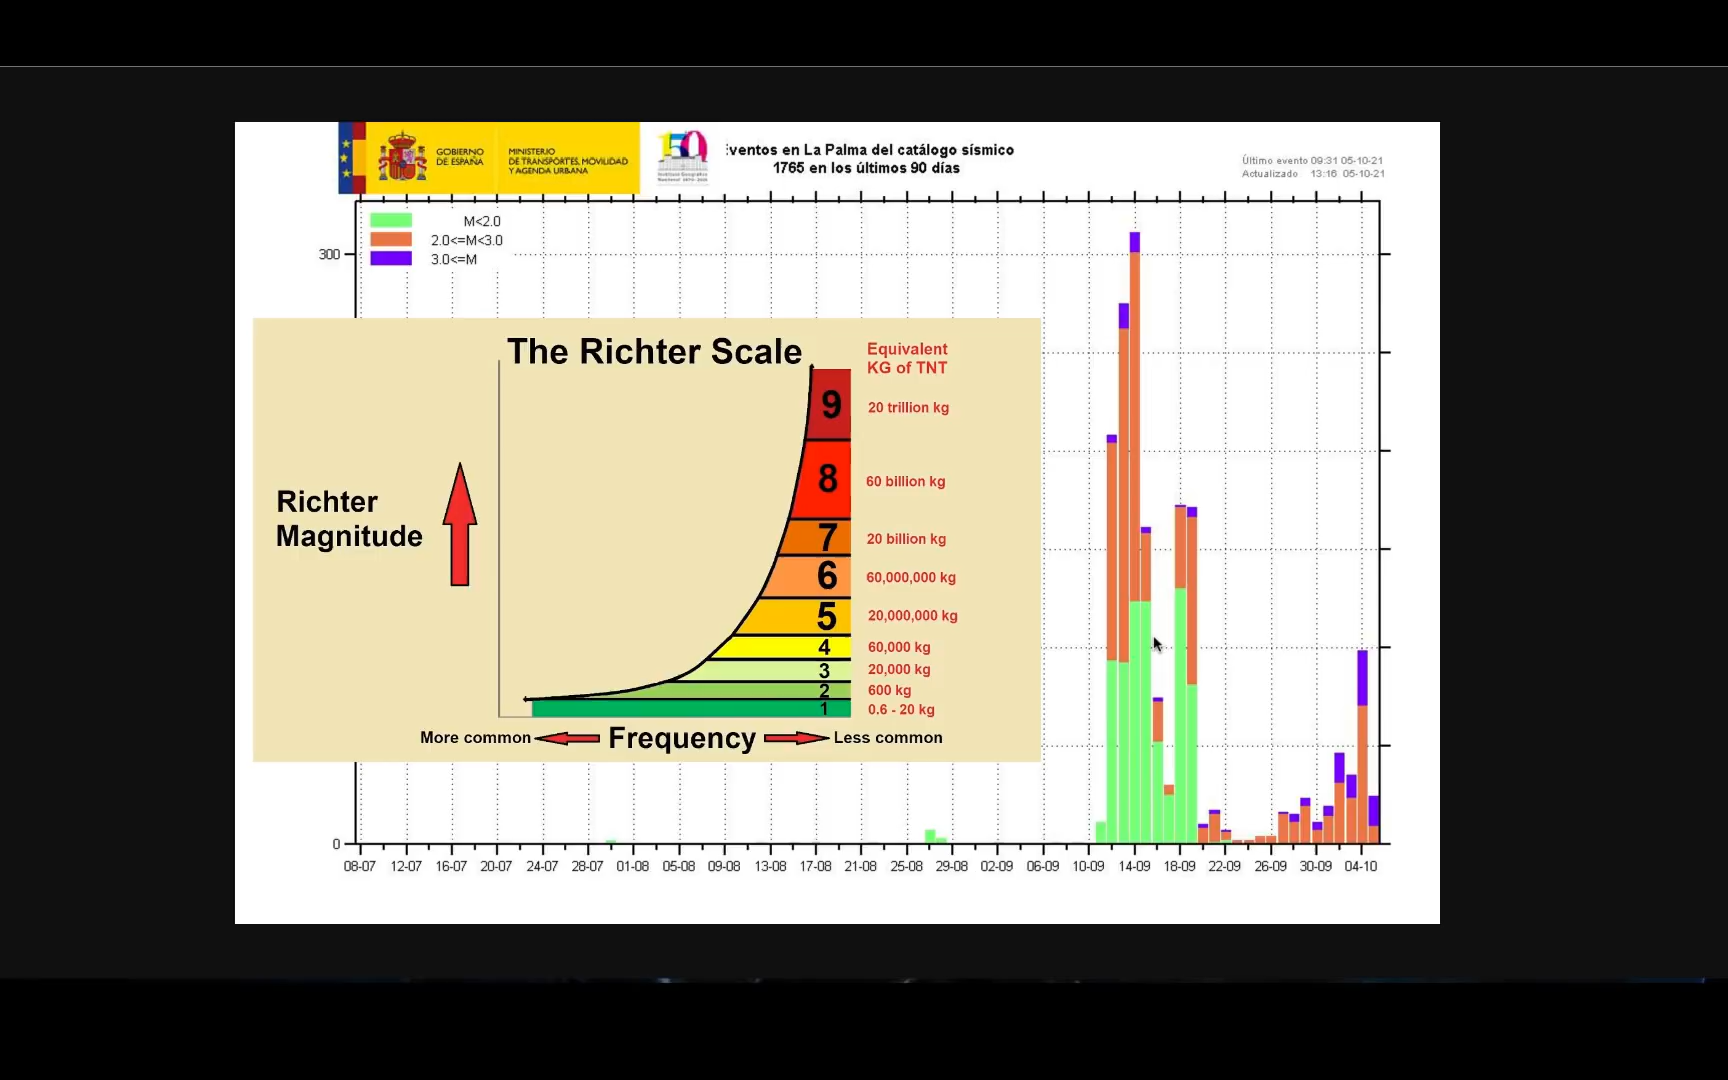 GOBIERNO
DE ESPAÑA
MINISTERIO
DE TRANSPORTES, MOVILIDAD
Y AGENDA URBANA
150
ventos en La Palma del catálogo sísmico
1765 en los últimos 90 días
Último evento 09:31 05-10-21
Actualizado 13:16 05-10-21
M<2.0
2.0<=M<3.0
3.0<=M
300
The Richter Scale
Equivalent
KG of TNT
Richter
Magnitude
9 20 trillion kg
8 60 billion kg
7 20 billion kg
6 60,000,000 kg
5 20,000,000 kg
4 60,000 kg
3 20,000 kg
2 600 kg
1 0.6 - 20 kg
More common Frequency Less common
0
08-07 12-07 16-07 20-07 24-07 28-07 01-08 05-08 09-08 13-08 17-08 21-08 25-08 29-08 02-09 06-09 10-09 14-09 18-09 22-09 26-09 30-09 04-10